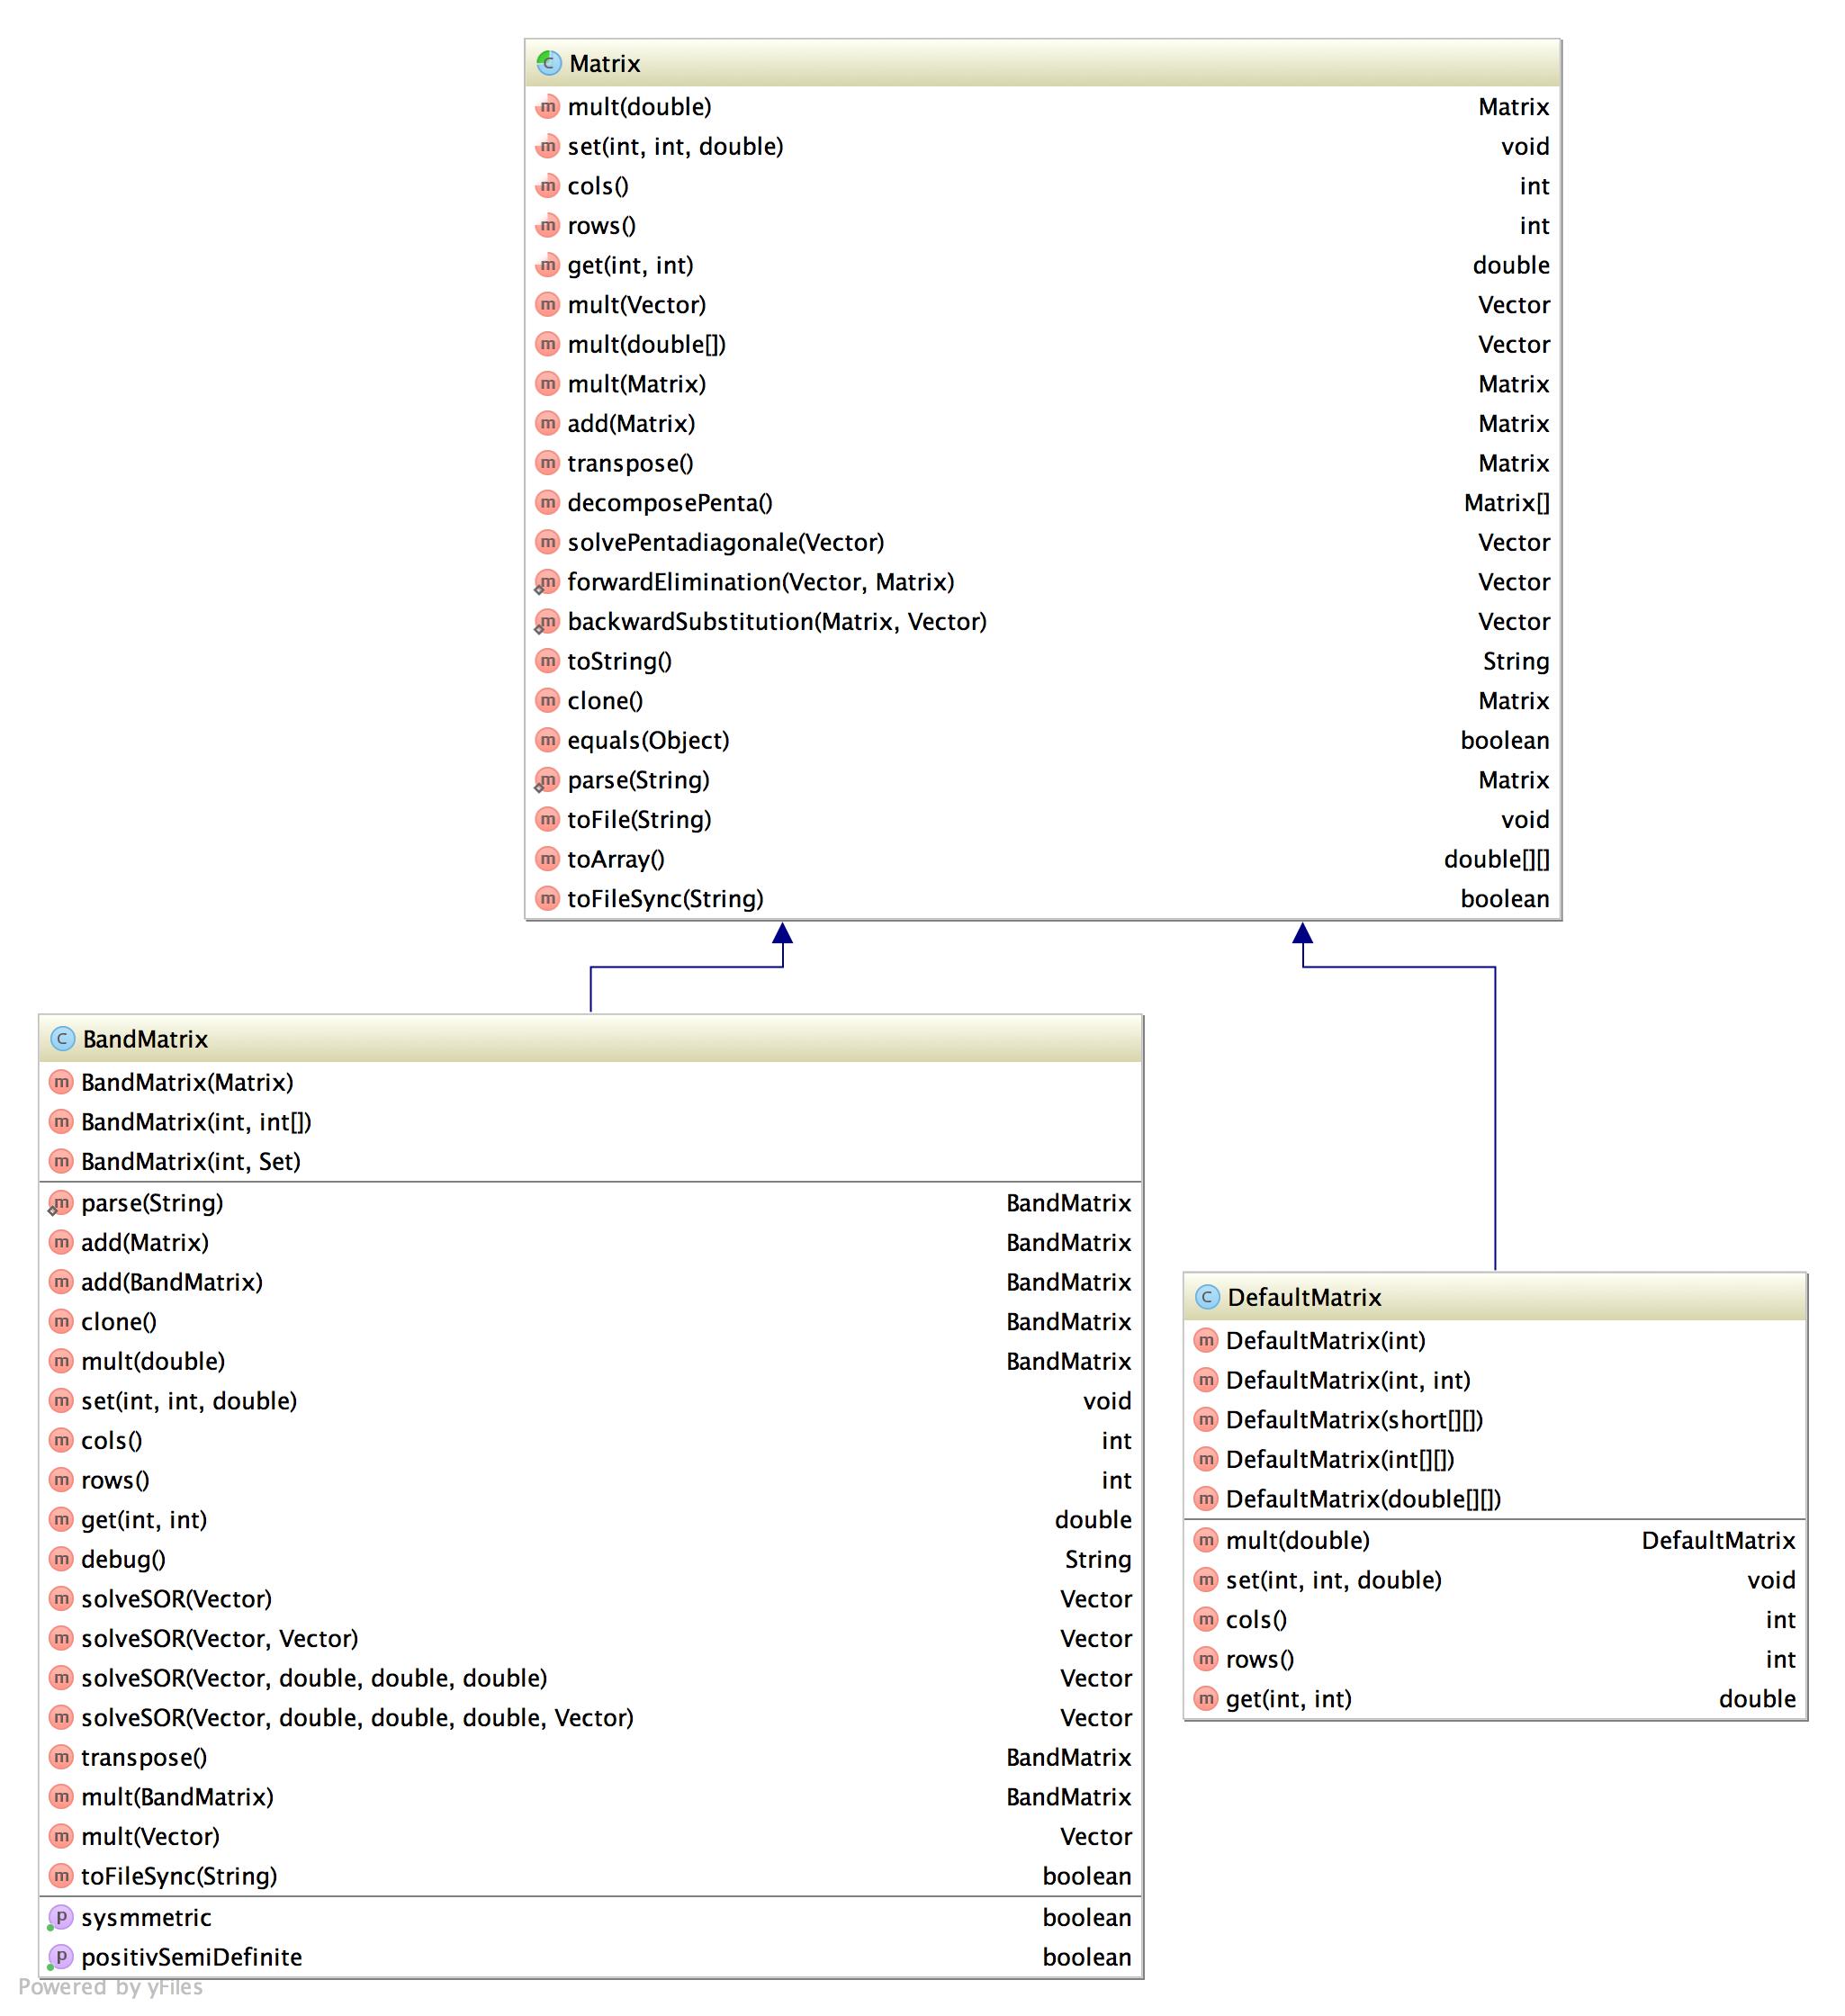 Matrix
mult(double) Matrix
set(int, int, double) void
cols() int
rows() int
get(int, int) double
mult(Vector) Vector
mult(double[]) Vector
mult(Matrix) Matrix
add(Matrix) Matrix
transpose() Matrix
decomposePenta() Matrix[]
solvePentadiagonale(Vector) Vector
forwardElimination(Vector, Matrix) Vector
backwardSubstitution(Matrix, Vector) Vector
toString() String
clone() Matrix
equals(Object) boolean
parse(String) Matrix
toFile(String) void
toArray() double[][]
toFileSync(String) boolean
BandMatrix
BandMatrix(Matrix)
BandMatrix(int, int[])
BandMatrix(int, Set)
parse(String) BandMatrix
add(Matrix) BandMatrix
add(BandMatrix) BandMatrix
clone() BandMatrix
mult(double) BandMatrix
set(int, int, double) void
cols() int
rows() int
get(int, int) double
debug() String
solveSOR(Vector) Vector
solveSOR(Vector, Vector) Vector
solveSOR(Vector, double, double, double) Vector
solveSOR(Vector, double, double, double, Vector) Vector
transpose() BandMatrix
mult(BandMatrix) BandMatrix
mult(Vector) Vector
toFileSync(String) boolean
sysmmetric boolean
positivSemiDefinite boolean
DefaultMatrix
DefaultMatrix(int)
DefaultMatrix(int, int)
DefaultMatrix(short[][])
DefaultMatrix(int[][])
DefaultMatrix(double[][])
mult(double) DefaultMatrix
set(int, int, double) void
cols() int
rows() int
get(int, int) double
Powered by yFiles